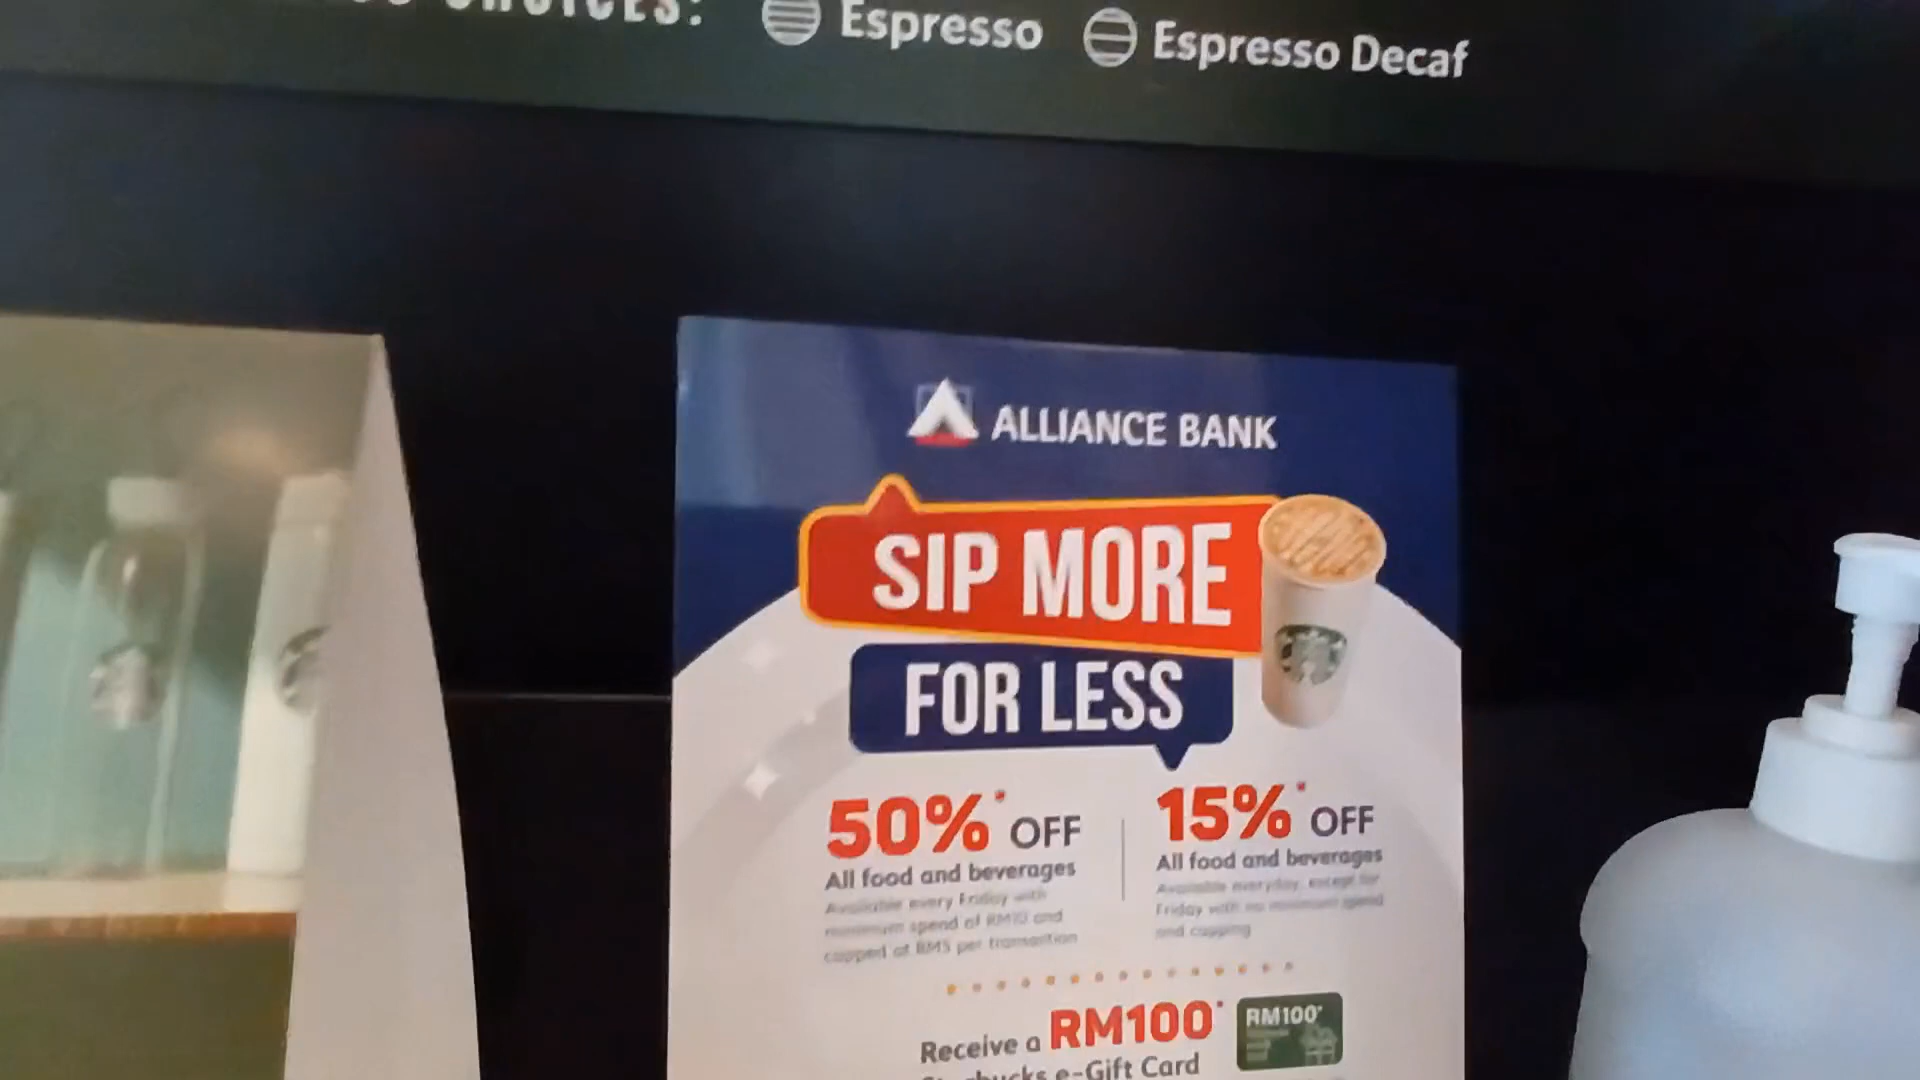 CHOICES: Espresso Espresso Decaf
ALLIANCE BANK
SIP MORE
FOR LESS
50%* OFF
All food and beverages
Available every Friday with
minimum spend of RM10 and
capped at RM5 per transaction
15%* OFF
All food and beverages
Available everyday, except for
Friday with no minimum spend
and capping
Receive a RM100*
e-Gift Card
RM100*